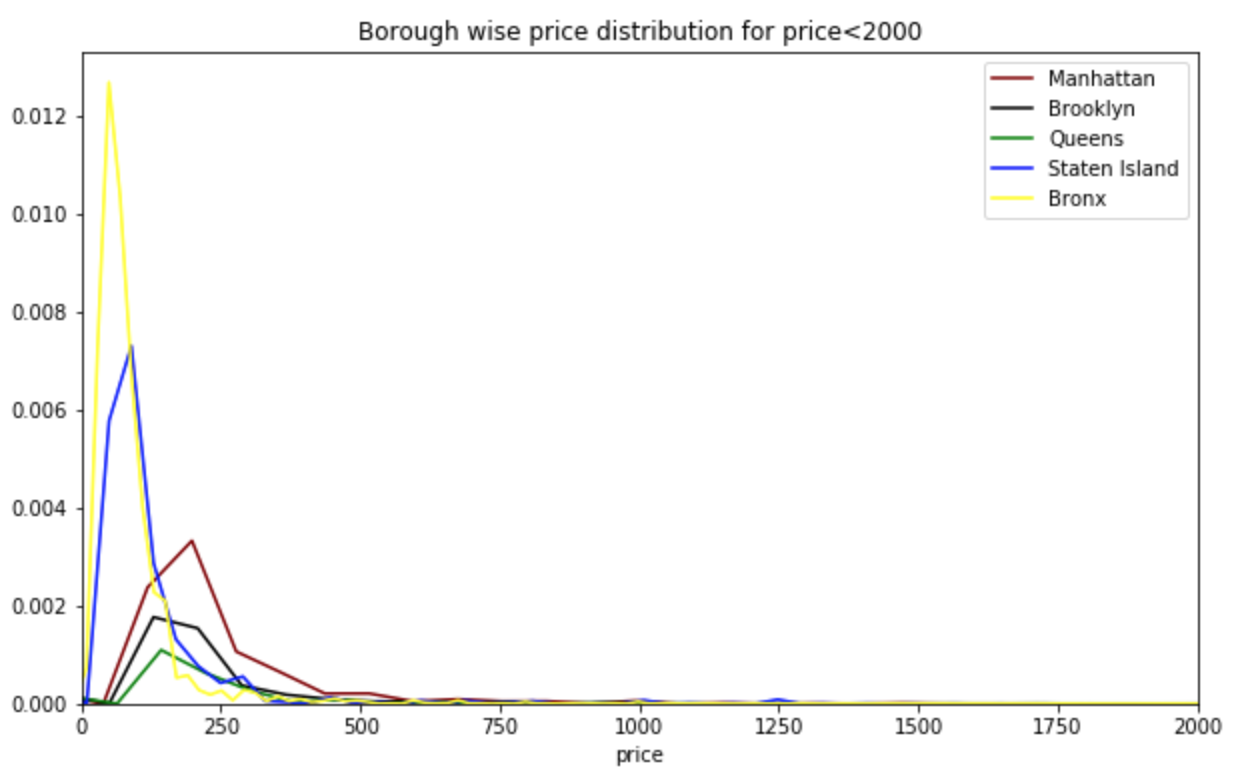 Borough wise price distribution for price<2000
Manhattan
Brooklyn
Queens
Staten Island
Bronx
0.012
0.010
0.008
0.006
0.004
0.002
0.000
0 250 500 750 1000 1250 1500 1750 2000
price